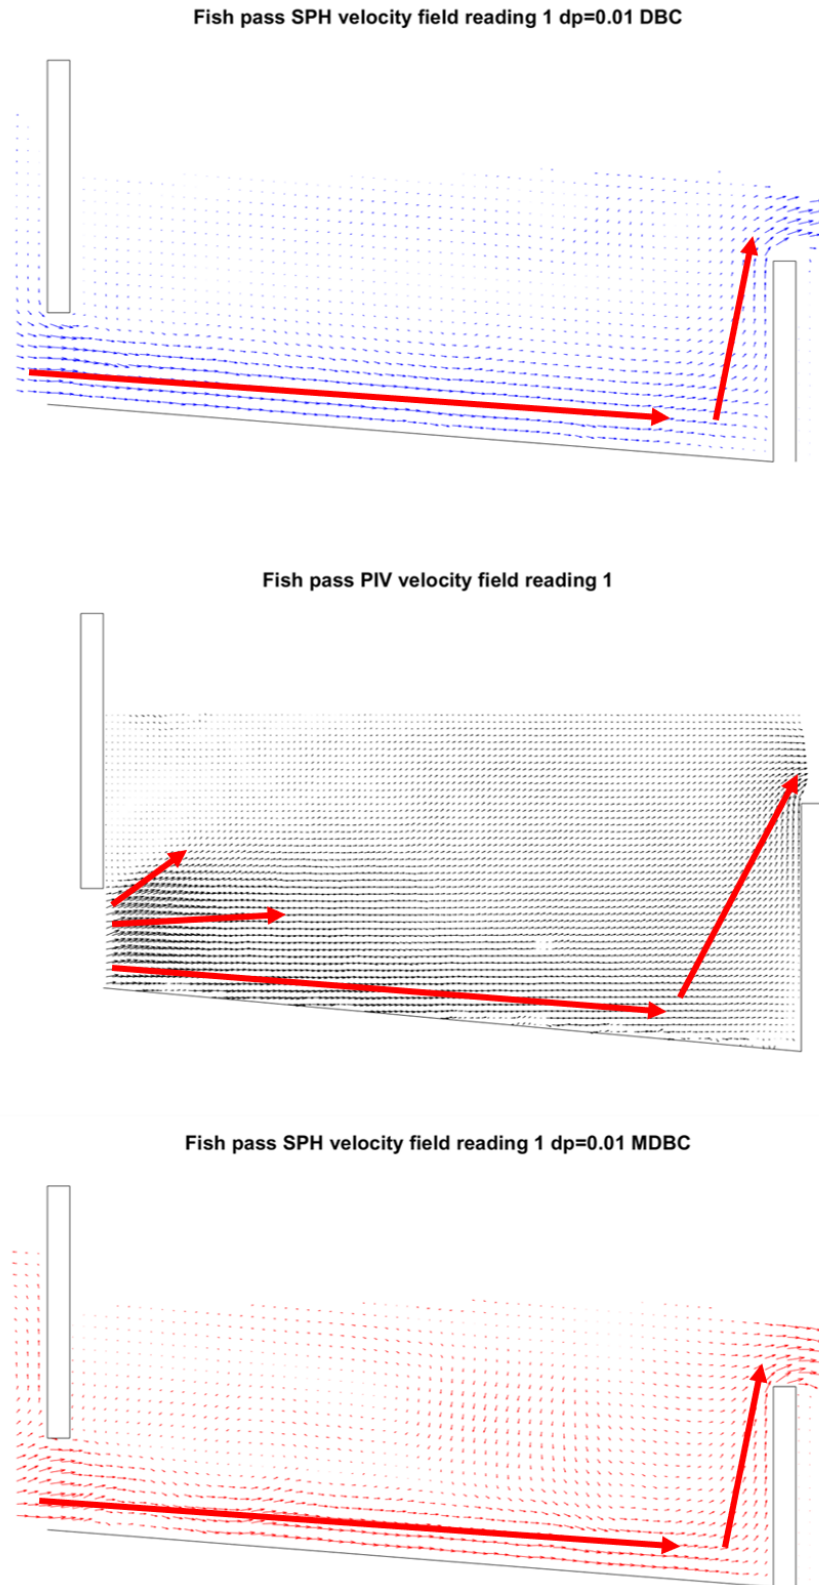 Fish pass SPH velocity field reading 1 dp=0.01 DBC
Fish pass PIV velocity field reading 1
Fish pass SPH velocity field reading 1 dp=0.01 MDBC